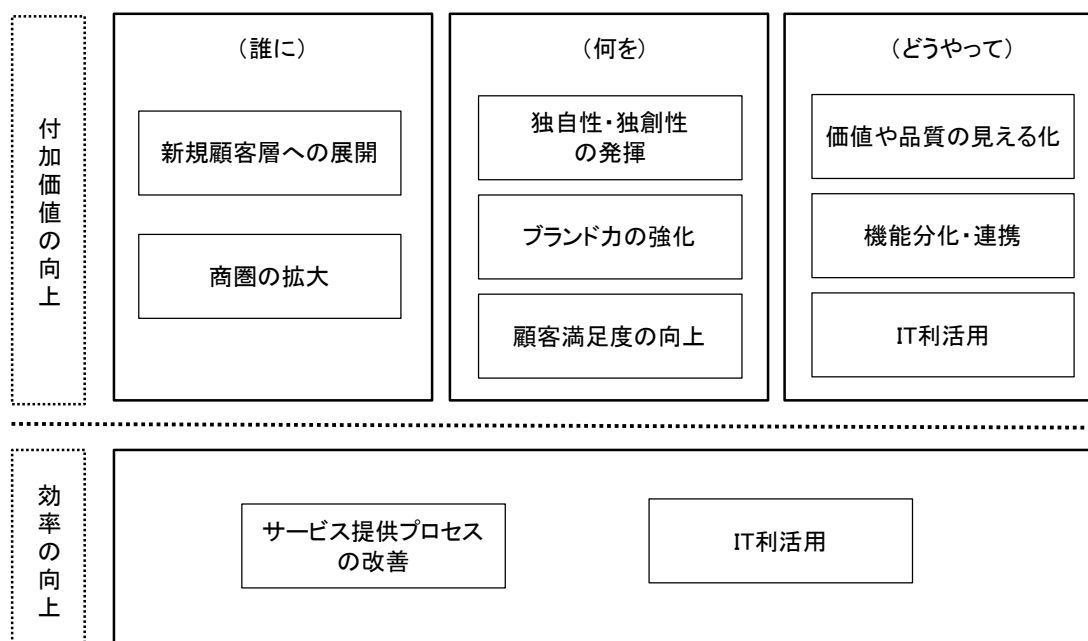 付加価値の向上
（誰に）
新規顧客層への展開
商圏の拡大
（何を）
独自性・独創性
の発揮
ブランド力の強化
顧客満足度の向上
（どうやって）
価値や品質の見える化
機能分化・連携
IT利活用
効率の向上
サービス提供プロセス
の改善
IT利活用